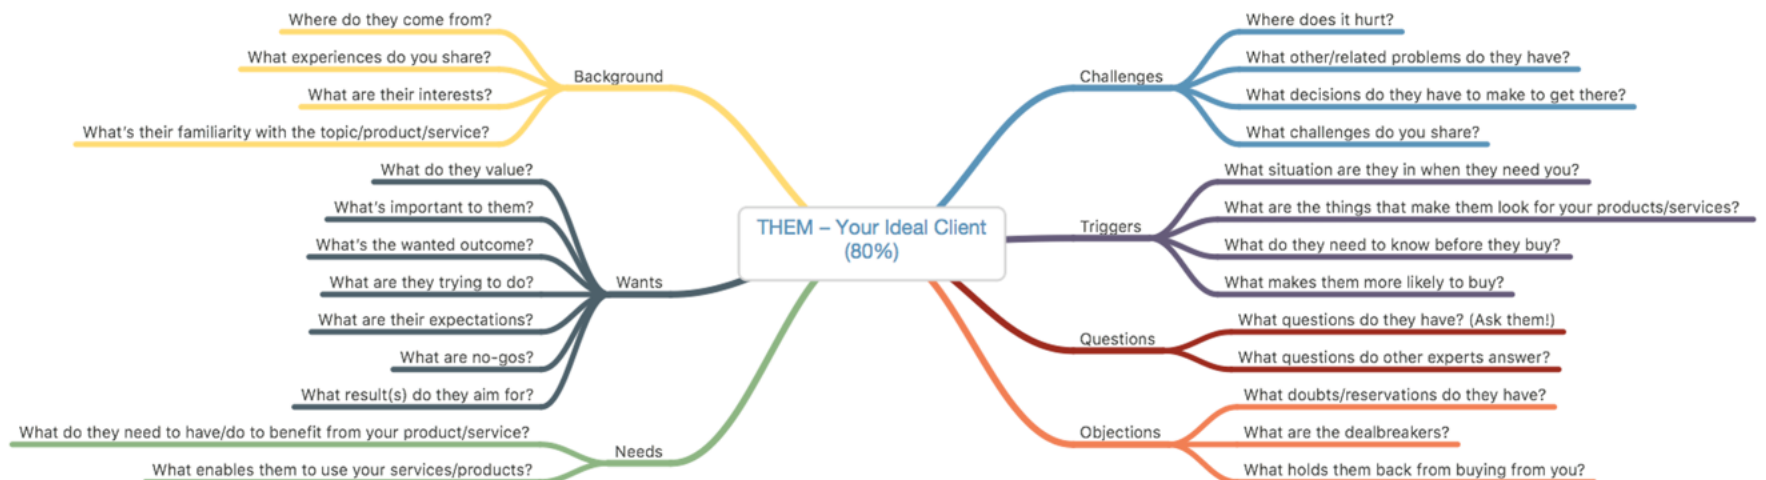 THEM – Your Ideal Client
(80%)
Background
Where do they come from?
What experiences do you share?
What are their interests?
What's their familiarity with the topic/product/service?
Wants
What do they value?
What's important to them?
What's the wanted outcome?
What are they trying to do?
What are their expectations?
What are no-gos?
What result(s) do they aim for?
Needs
What do they need to have/do to benefit from your product/service?
What enables them to use your services/products?
Challenges
Where does it hurt?
What other/related problems do they have?
What decisions do they have to make to get there?
What challenges do you share?
Triggers
What situation are they in when they need you?
What are the things that make them look for your products/services?
What do they need to know before they buy?
What makes them more likely to buy?
Questions
What questions do they have? (Ask them!)
What questions do other experts answer?
Objections
What doubts/reservations do they have?
What are the dealbreakers?
What holds them back from buying from you?